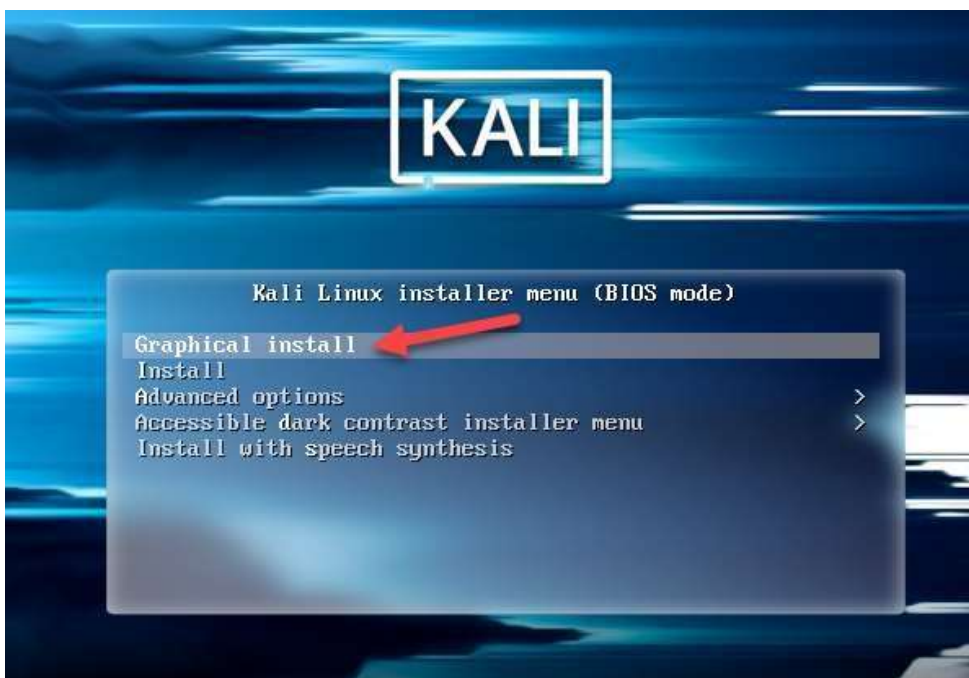 KALI
Kali Linux installer menu (BIOS mode)
Graphical install
Install
Advanced options >
Accessible dark contrast installer menu >
Install with speech synthesis